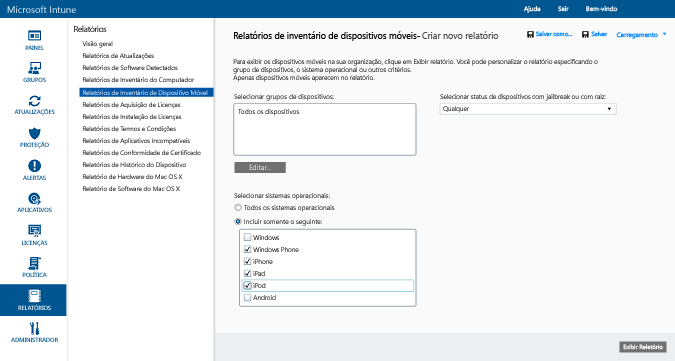 Microsoft Intune
Ajuda Sair Bem-vindo
PAINEL
GRUPOS
ATUALIZAÇÕES
PROTEÇÃO
ALERTAS
APLICATIVOS
LICENÇAS
POLÍTICA
RELATÓRIOS
ADMINISTRADOR
Relatórios
Visão geral
Relatórios de Atualizações
Relatórios de Software Detectados
Relatórios de Inventário do Computador
Relatórios de Inventário de Dispositivo Móvel
Relatórios de Aquisição de Licenças
Relatórios de Instalação de Licenças
Relatórios de Termos e Condições
Relatórios de Aplicativos Incompatíveis
Relatórios de Conformidade de Certificado
Relatórios de Histórico do Dispositivo
Relatório de Hardware do Mac OS X
Relatório de Software do Mac OS X
Relatórios de inventário de dispositivos móveis- Criar novo relatório
Salvar como... Salvar Carregamento
Para exibir os dispositivos móveis na sua organização, clique em Exibir relatório. Você pode personalizar o relatório especificando o
grupo de dispositivos, o sistema operacional ou outros critérios.
Apenas dispositivos móveis aparecem no relatório.
Selecionar grupos de dispositivos:
Todos os dispositivos
Editar...
Selecionar status de dispositivos com jailbreak ou com raiz:
Qualquer
Selecionar sistemas operacionais:
Todos os sistemas operacionais
Incluir somente o seguinte:
Windows
Windows Phone
iPhone
iPad
iPod
Android
Exibir Relatório